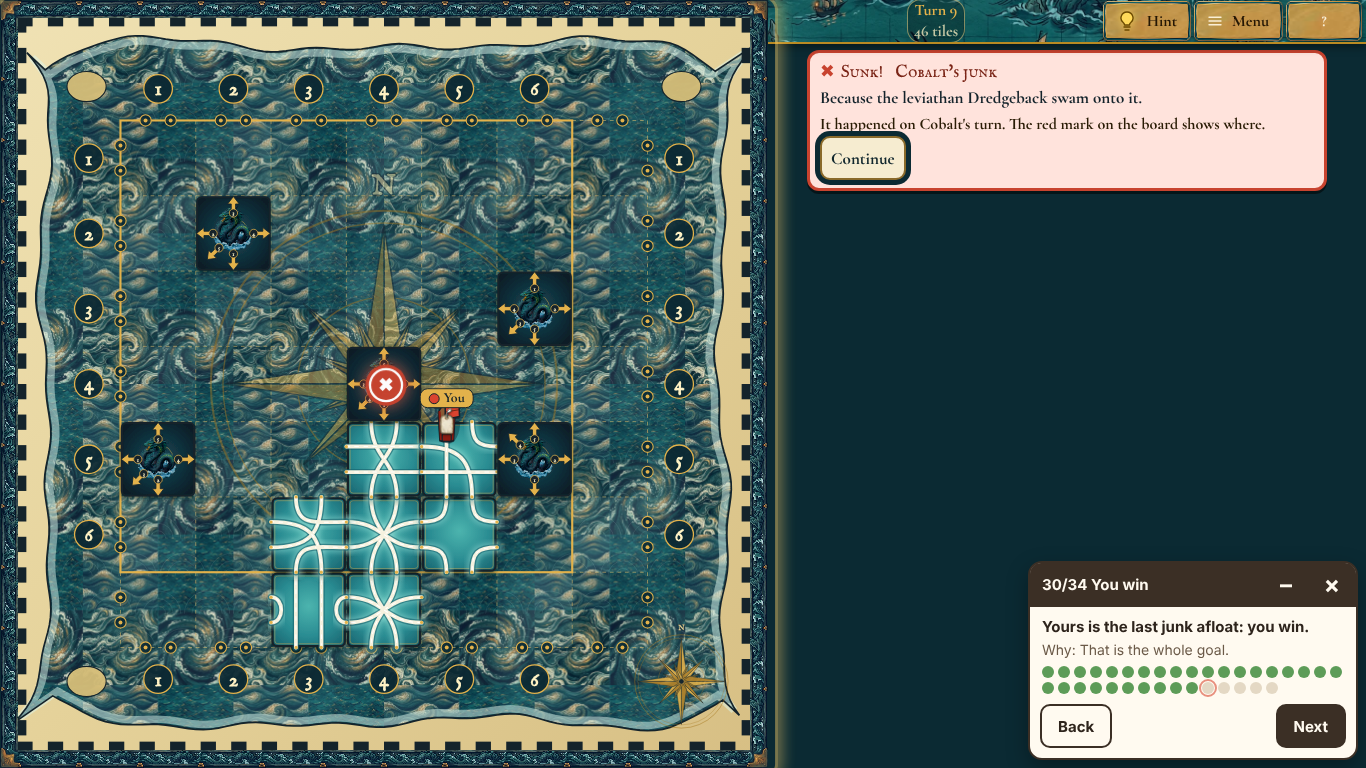 Turn 9
46 tiles
Hint
Menu
?
Sunk! Cobalt's junk
Because the leviathan Dredgeback swam onto it.
It happened on Cobalt's turn. The red mark on the board shows where.
Continue
1 2 3 4 5 6
1 1
N
2 2
3 3
4 4
You
5 5
6 6
N
1 2 3 4 5 6
30/34 You win
Yours is the last junk afloat: you win.
Why: That is the whole goal.
Back
Next